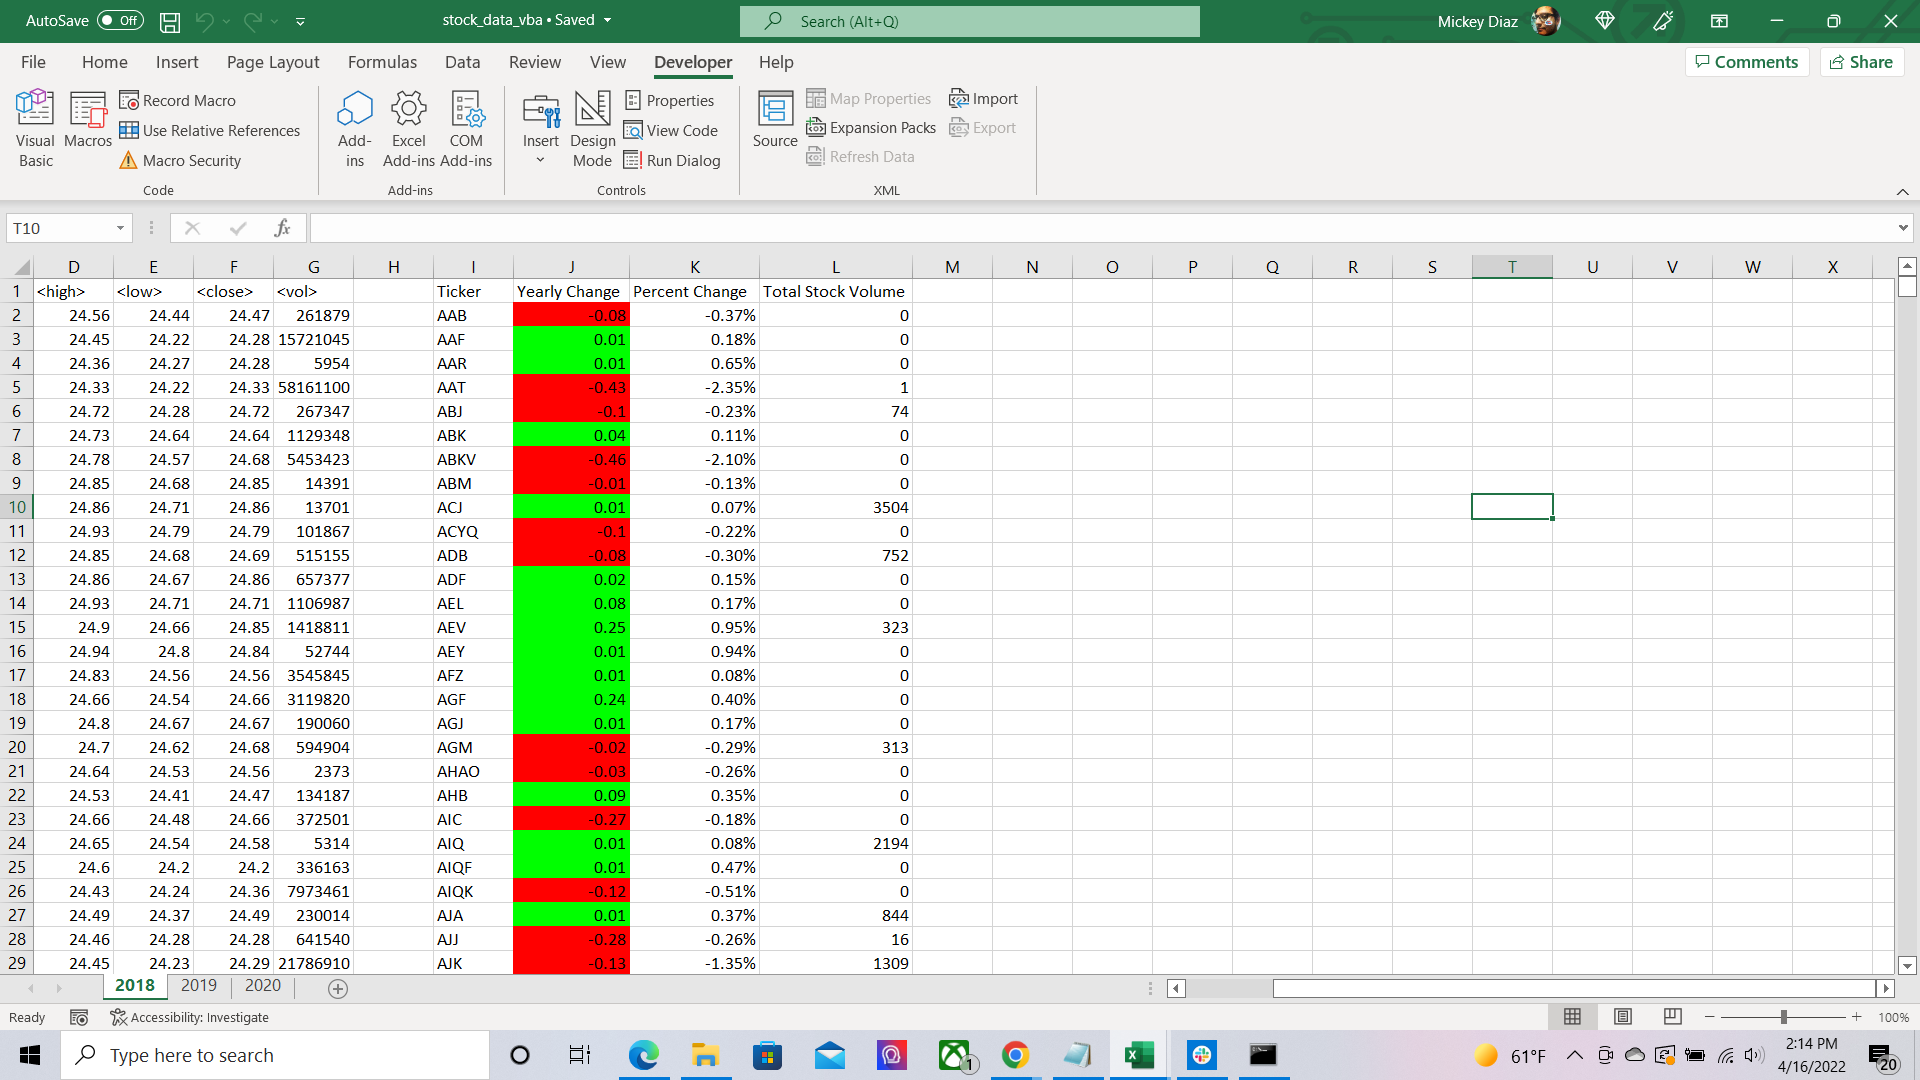 AutoSave Off stock_data_vba • Saved Search (Alt+Q) Mickey Diaz
File Home Insert Page Layout Formulas Data Review View Developer Help Comments Share
Visual Basic Macros Record Macro Use Relative References Macro Security
Code
Add-ins Excel Add-ins COM Add-ins
Add-ins
Insert Design Mode Properties View Code Run Dialog
Controls
Source Map Properties Expansion Packs Refresh Data Import Export
XML
T10 fx
D E F G H I J K L M N O P Q R S T U V W X
1 <high> <low> <close> <vol> Ticker Yearly Change Percent Change Total Stock Volume
2 24.56 24.44 24.47 261879 AAB -0.08 -0.37% 0
3 24.45 24.22 24.28 15721045 AAF 0.01 0.18% 0
4 24.36 24.27 24.28 5954 AAR 0.01 0.65% 0
5 24.33 24.22 24.33 58161100 AAT -0.43 -2.35% 1
6 24.72 24.28 24.72 267347 ABJ -0.1 -0.23% 74
7 24.73 24.64 24.64 1129348 ABK 0.04 0.11% 0
8 24.78 24.57 24.68 5453423 ABKV -0.46 -2.10% 0
9 24.85 24.68 24.85 14391 ABM -0.01 -0.13% 0
10 24.86 24.71 24.86 13701 ACJ 0.01 0.07% 3504
11 24.93 24.79 24.79 101867 ACYQ -0.1 -0.22% 0
12 24.85 24.68 24.69 515155 ADB -0.08 -0.30% 752
13 24.86 24.67 24.86 657377 ADF 0.02 0.15% 0
14 24.93 24.71 24.71 1106987 AEL 0.08 0.17% 0
15 24.9 24.66 24.85 1418811 AEV 0.25 0.95% 323
16 24.94 24.8 24.84 52744 AEY 0.01 0.94% 0
17 24.83 24.56 24.56 3545845 AFZ 0.01 0.08% 0
18 24.66 24.54 24.66 3119820 AGF 0.24 0.40% 0
19 24.8 24.67 24.67 190060 AGJ 0.01 0.17% 0
20 24.7 24.62 24.68 594904 AGM -0.02 -0.29% 313
21 24.64 24.53 24.56 2373 AHAO -0.03 -0.26% 0
22 24.53 24.41 24.47 134187 AHB 0.09 0.35% 0
23 24.66 24.48 24.66 372501 AIC -0.27 -0.18% 0
24 24.65 24.54 24.58 5314 AIQ 0.01 0.08% 2194
25 24.6 24.2 24.2 336163 AIQF 0.01 0.47% 0
26 24.43 24.24 24.36 7973461 AIQK -0.12 -0.51% 0
27 24.49 24.37 24.49 230014 AJA 0.01 0.37% 844
28 24.46 24.28 24.28 641540 AJJ -0.28 -0.26% 16
29 24.45 24.23 24.29 21786910 AJK -0.13 -1.35% 1309
2018 2019 2020
Ready Accessibility: Investigate 100%
Type here to search 1 61°F 2:14 PM
4/16/2022 20